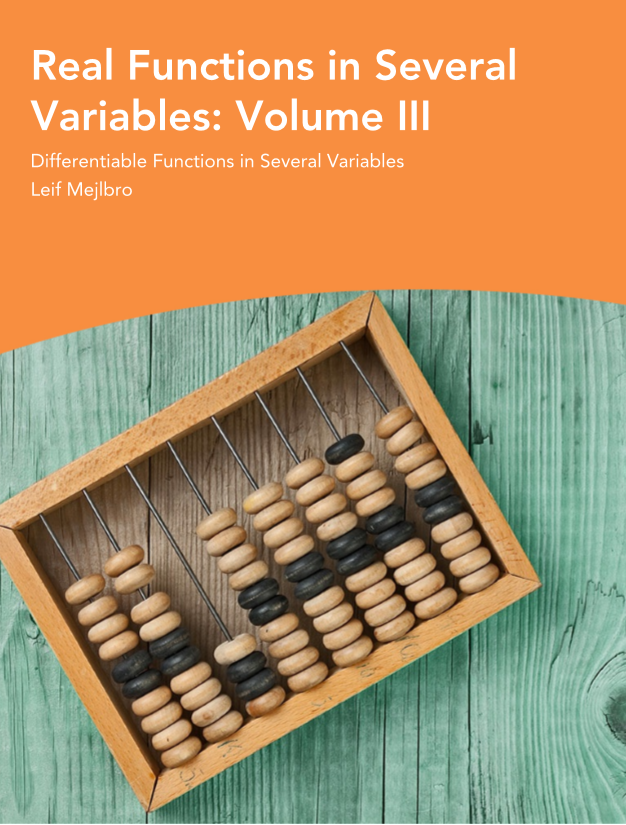 Real Functions in Several
Variables: Volume III
Differentiable Functions in Several Variables
Leif Mejlbro